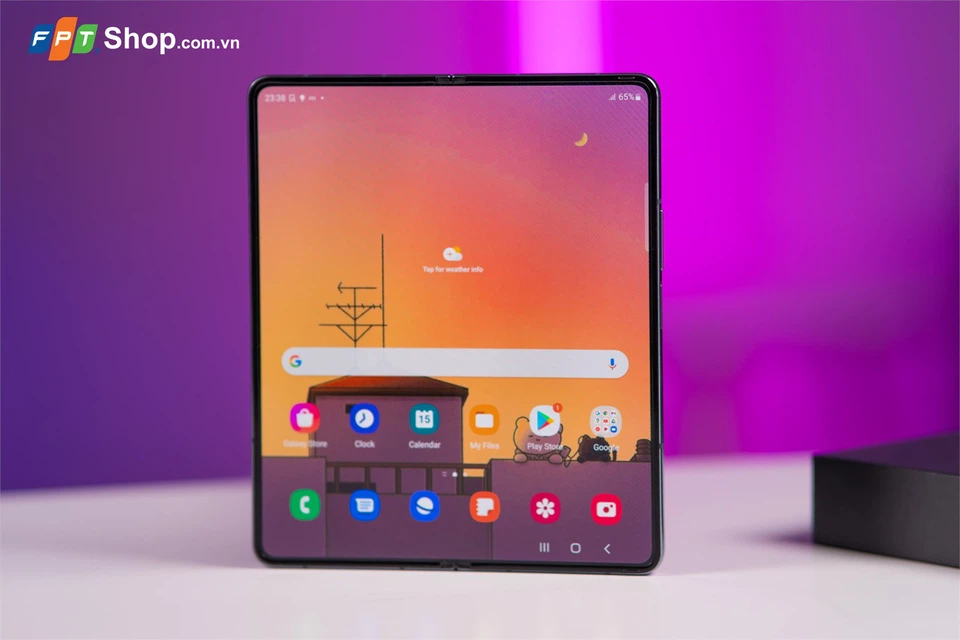 FPT Shop.com.vn
23:38
65%
Tap for weather info
G
Galaxy Store
Clock
15
Calendar
My Files
1
Play Store
Google